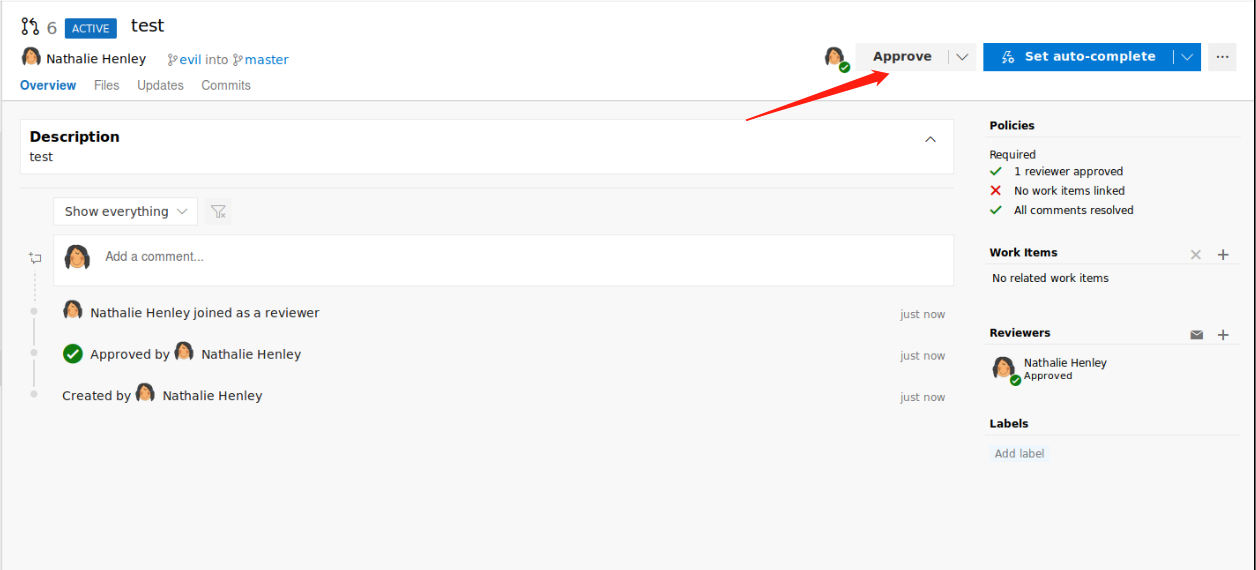 6 ACTIVE test
Nathalie Henley evil into master
Approve Set auto-complete ...
Overview Files Updates Commits
Description
test
Show everything
Add a comment...
Nathalie Henley joined as a reviewer just now
Approved by Nathalie Henley just now
Created by Nathalie Henley just now
Policies
Required
1 reviewer approved
No work items linked
All comments resolved
Work Items
No related work items
Reviewers
Nathalie Henley
Approved
Labels
Add label